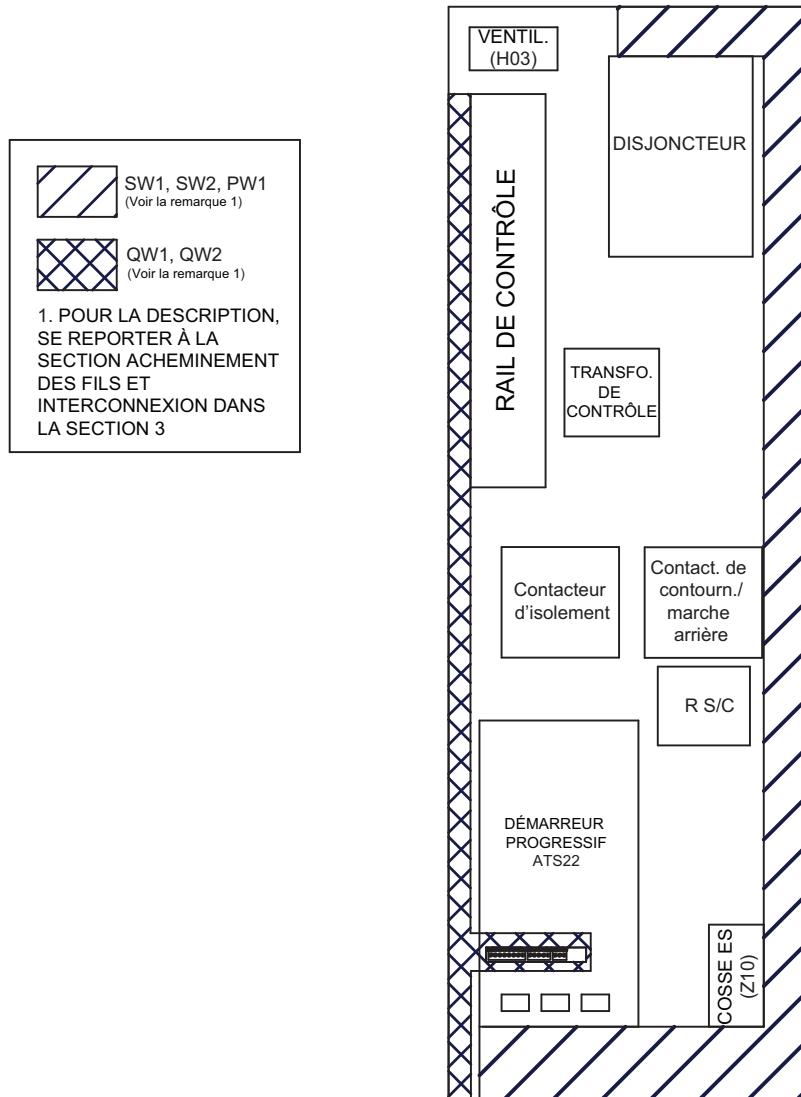 SW1, SW2, PW1
(Voir la remarque 1)
QW1, QW2
(Voir la remarque 1)
1. POUR LA DESCRIPTION,
SE REPORTER À LA
SECTION ACHEMINEMENT
DES FILS ET
INTERCONNEXION DANS
LA SECTION 3
VENTIL.
(H03)
DISJONCTEUR
RAIL DE CONTRÔLE
TRANSFO.
DE
CONTRÔLE
Contacteur
d’isolement
Contact. de
contourn./
marche
arrière
R S/C
DÉMARREUR
PROGRESSIF
ATS22
COSSE ES
(Z10)